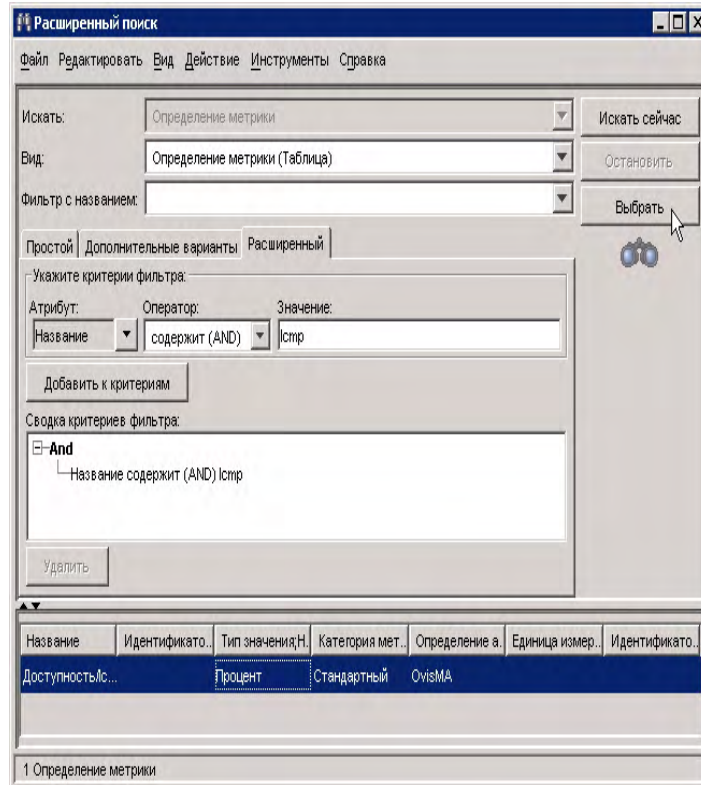 Расширенный поиск
Файл Редактировать Вид Действие Инструменты Справка
Искать: Определение метрики Искать сейчас
Вид: Определение метрики (Таблица) Остановить
Фильтр с названием: Выбрать
Простой Дополнительные варианты Расширенный
Укажите критерии фильтра:
Атрибут: Оператор: Значение:
Название содержит (AND) Icmp
Добавить к критериям
Сводка критериев фильтра:
And
Название содержит (AND) Icmp
Удалить
Название Идентификато.. Тип значения;Н. Категория мет.. Определение а. Единица измер.. Идентификато..
Доступность/Ic... Процент Стандартный OvisMA
1 Определение метрики